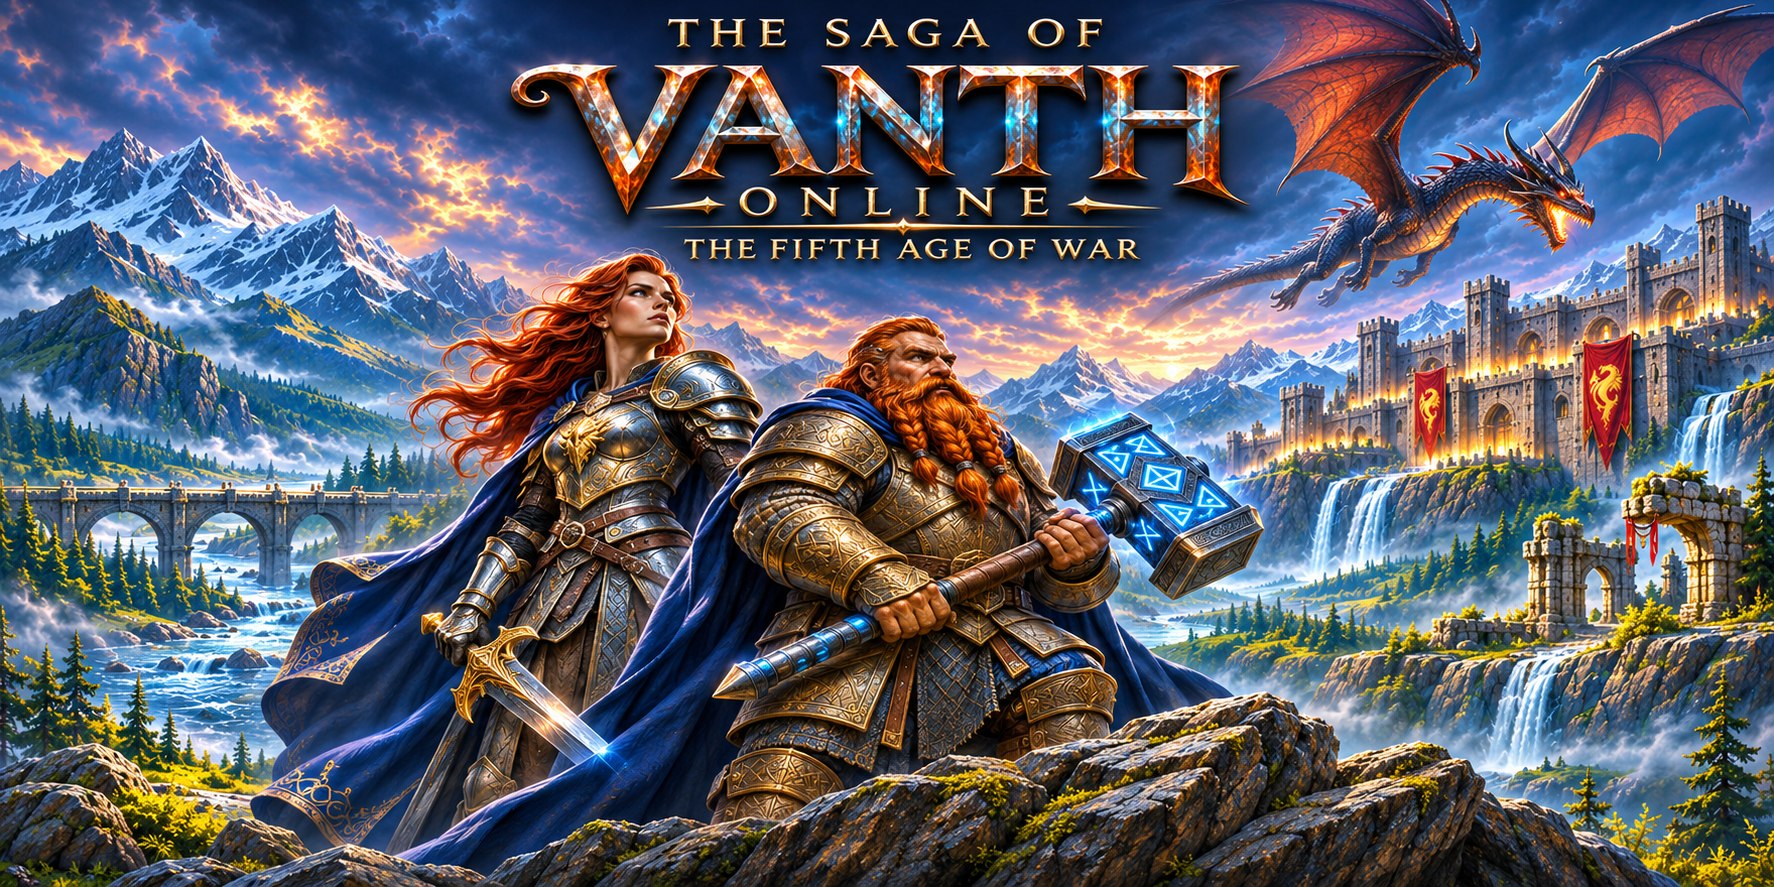 THE SAGA OF
VANTH
ONLINE
THE FIFTH AGE OF WAR